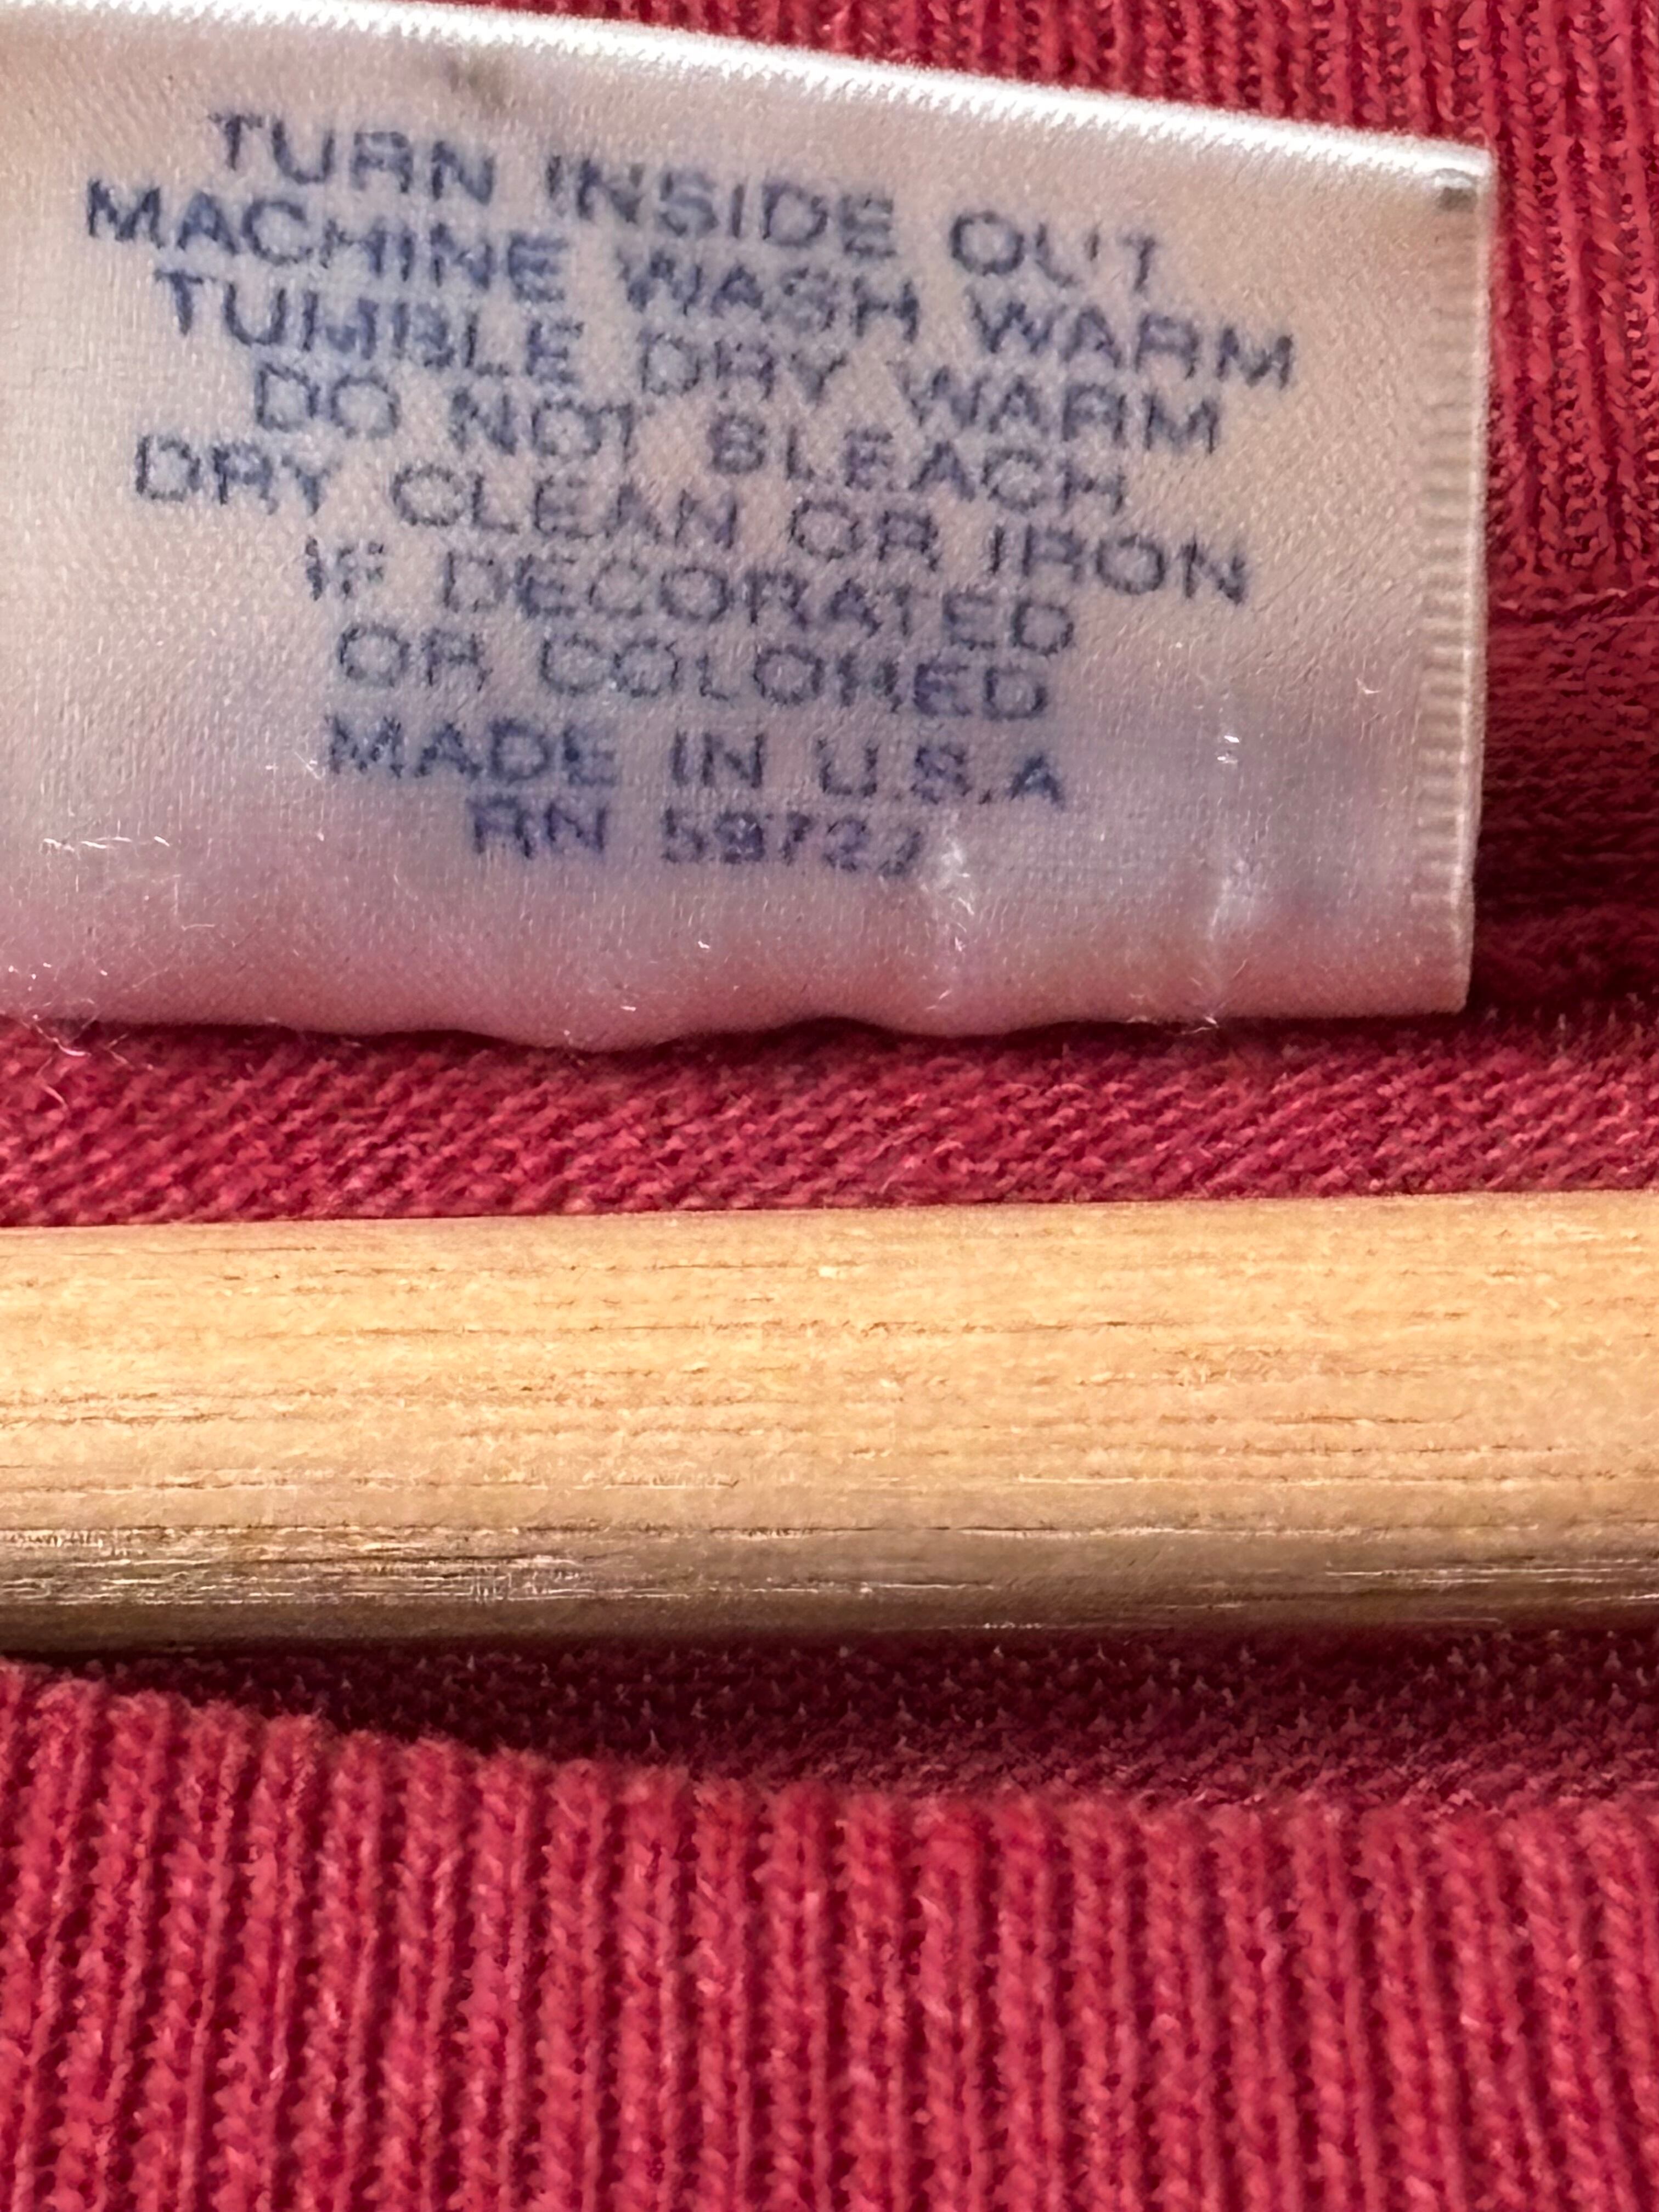 TURN INSIDE OUT
MACHINE WASH WARM
TUMBLE DRY WARM
DO NOT BLEACH
DRY CLEAN OR IRON
IF DECORATED
OR COLORED
MADE IN U.S.A
RN